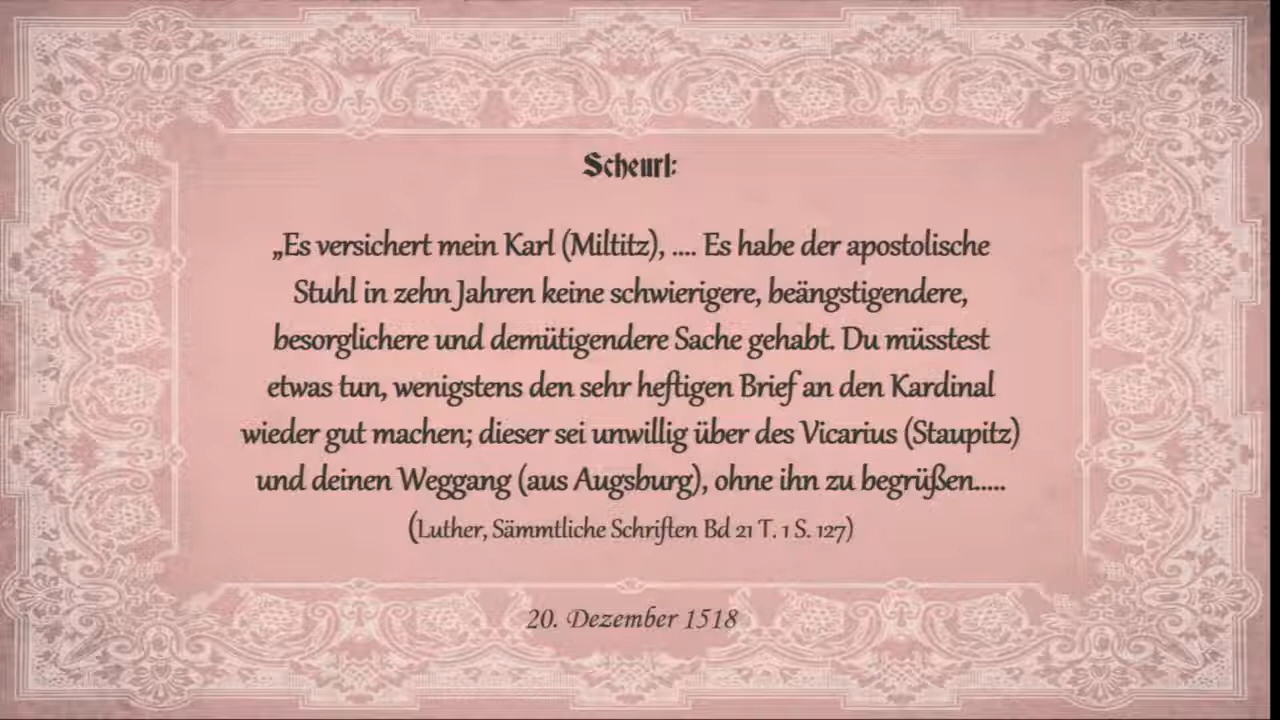 Scheurl:
„Es versichert mein Karl (Miltitz), .... Es habe der apostolische
Stuhl in zehn Jahren keine schwierigere, beängstigendere,
besorglichere und demütigendere Sache gehabt. Du müsstest
etwas tun, wenigstens den sehr heftigen Brief an den Kardinal
wieder gut machen; dieser sei unwillig über des Vicarius (Staupitz)
und deinen Weggang (aus Augsburg), ohne ihn zu begrüßen.....
(Luther, Sämmtliche Schriften Bd 21 T. 1 S. 127)
20. Dezember 1518